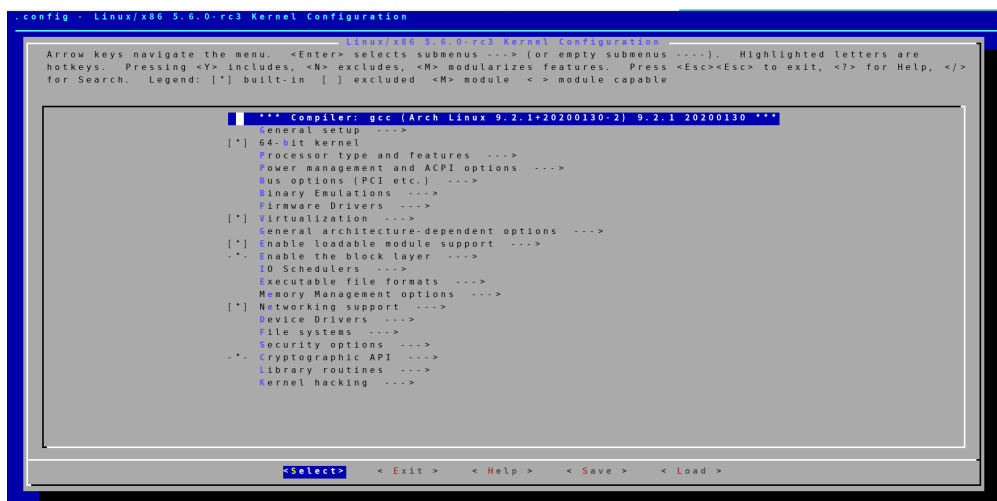 .config - Linux/x86 5.6.0-rc3 Kernel Configuration
Linux/x86 5.6.0-rc3 Kernel Configuration
Arrow keys navigate the menu. <Enter> selects submenus ---> (or empty submenus ----). Highlighted letters are
hotkeys. Pressing <Y> includes, <N> excludes, <M> modularizes features. Press <Esc><Esc> to exit, <?> for Help, </>
for Search. Legend: [*] built-in [ ] excluded <M> module < > module capable
*** Compiler: gcc (Arch Linux 9.2.1+20200130-2) 9.2.1 20200130 ***
General setup --->
[*] 64-bit kernel
Processor type and features --->
Power management and ACPI options --->
Bus options (PCI etc.) --->
Binary Emulations --->
Firmware Drivers --->
[*] Virtualization --->
General architecture-dependent options --->
[*] Enable loadable module support --->
-*- Enable the block layer --->
IO Schedulers --->
Executable file formats --->
Memory Management options --->
[*] Networking support --->
Device Drivers --->
File systems --->
Security options --->
-*- Cryptographic API --->
Library routines --->
Kernel hacking --->
<Select> < Exit > < Help > < Save > < Load >